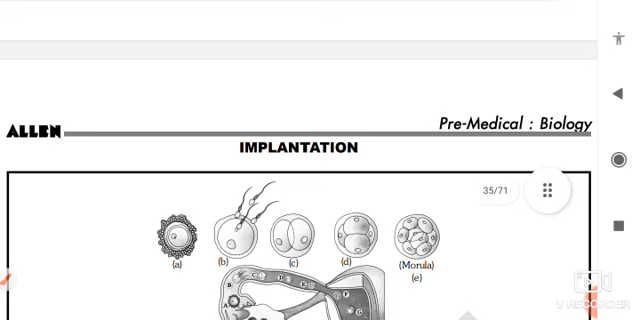 ALLEN
Pre-Medical : Biology
IMPLANTATION
35/71
(a)
(b)
(c)
(d)
(Morula)
(e)
B
C
D
E
F
G
A
V RECORDER